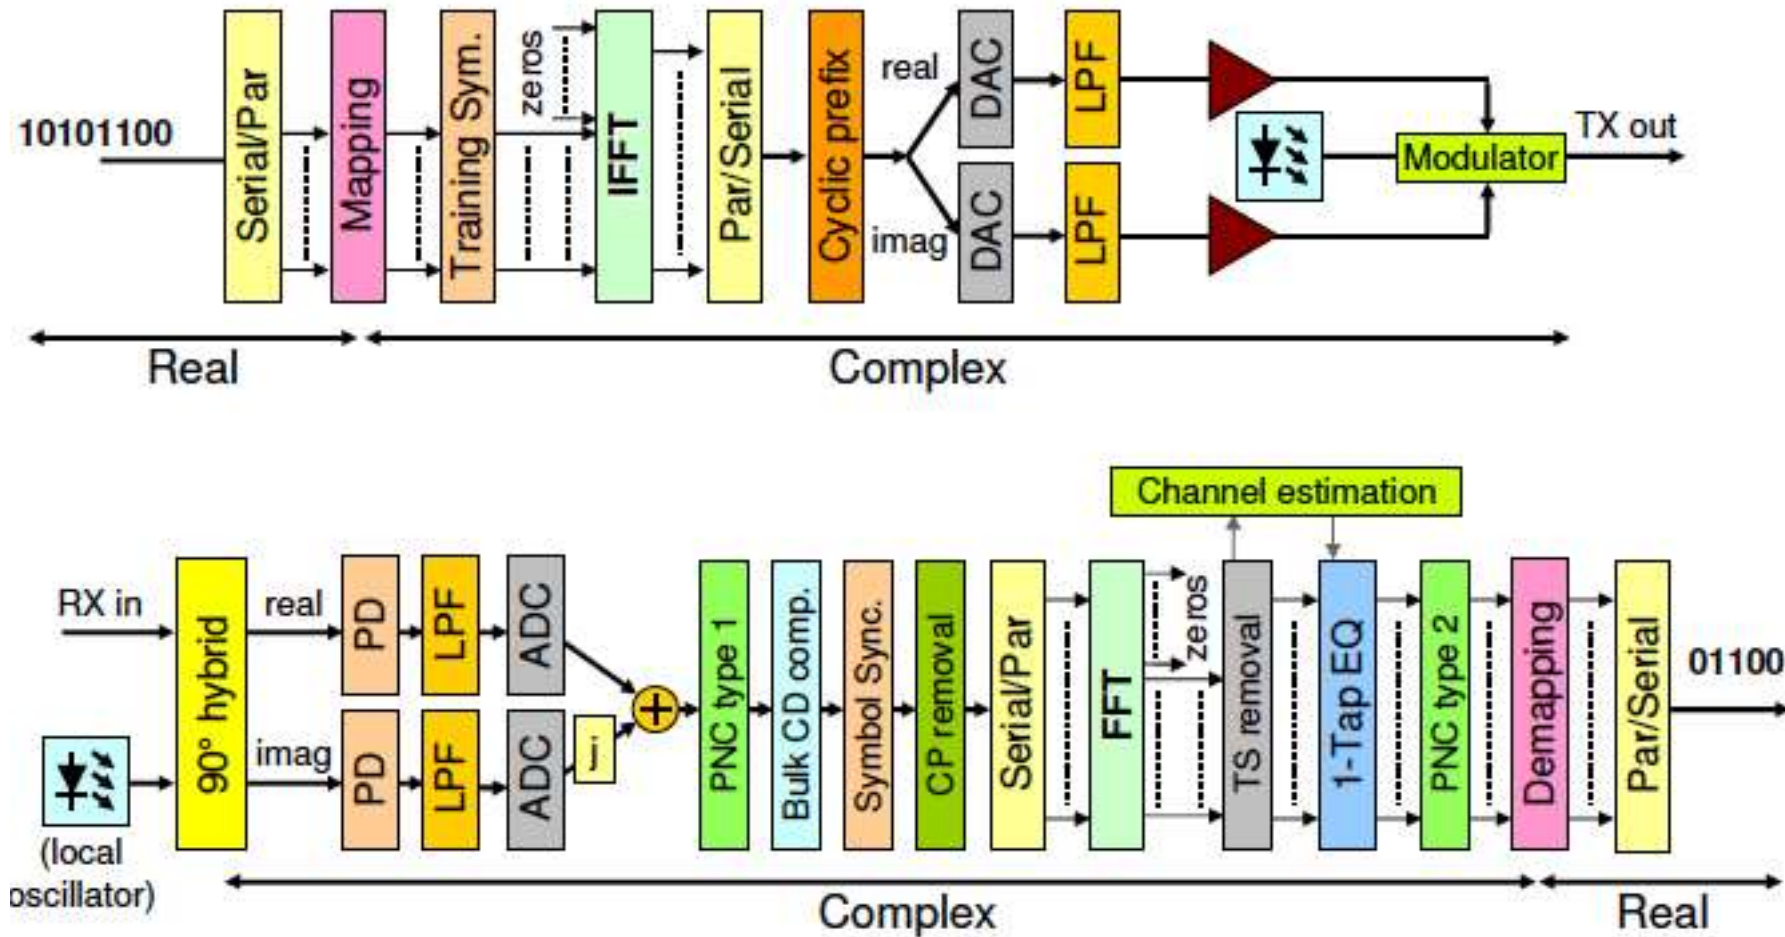 10101100
Serial/Par
Mapping
Training Sym.
zeros
IFFT
Par/Serial
Cyclic prefix
real
imag
DAC
DAC
LPF
LPF
Modulator
TX out
Real
Complex
Channel estimation
RX in
(local
oscillator)
90° hybrid
real
imag
PD
PD
LPF
LPF
ADC
ADC
j
+
PNC type 1
Bulk CD comp.
Symbol Sync.
CP removal
Serial/Par
FFT
zeros
TS removal
1-Tap EQ
PNC type 2
Demapping
Par/Serial
01100
Complex
Real